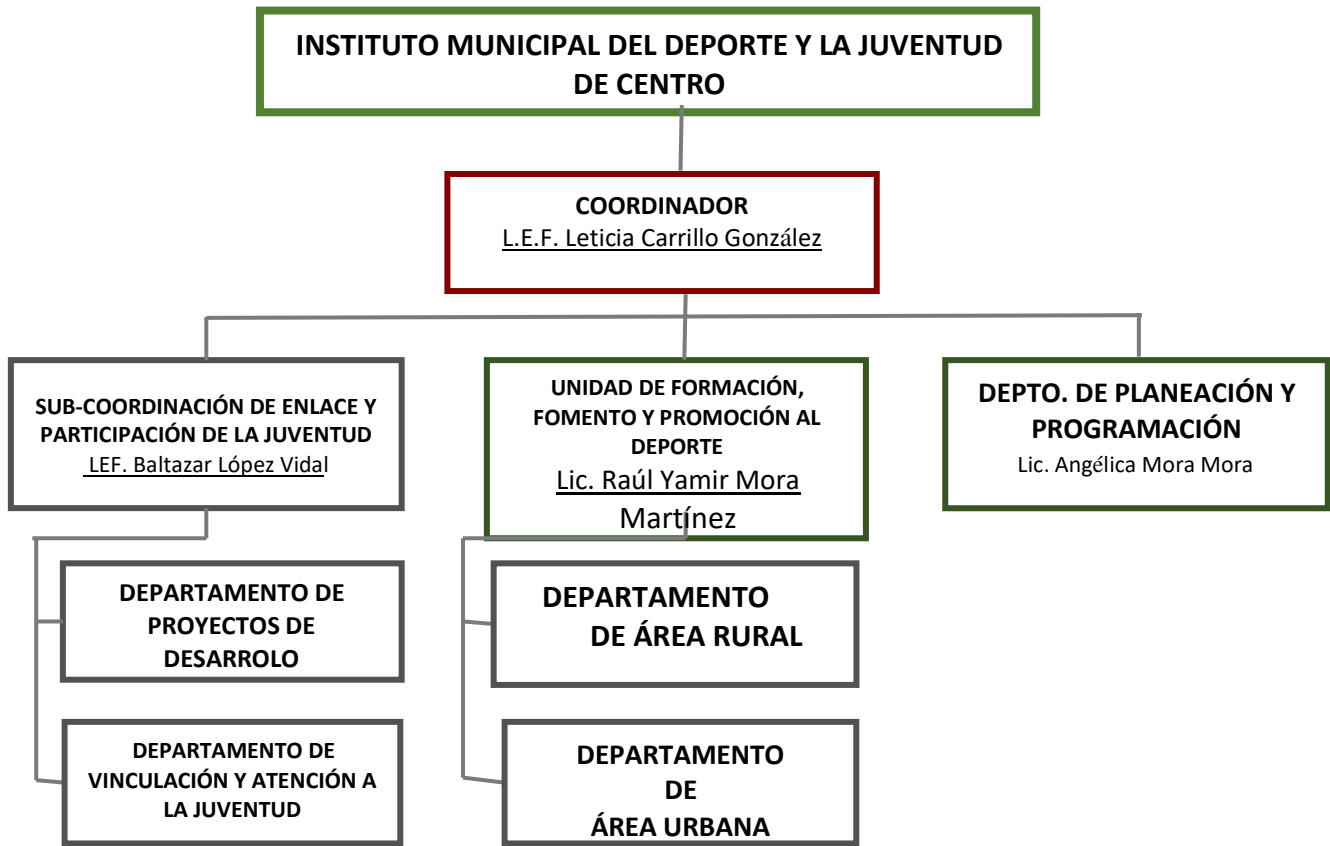 INSTITUTO MUNICIPAL DEL DEPORTE Y LA JUVENTUD
DE CENTRO
COORDINADOR
L.E.F. Leticia Carrillo González
SUB-COORDINACIÓN DE ENLACE Y
PARTICIPACIÓN DE LA JUVENTUD
LEF. Baltazar López Vidal
UNIDAD DE FORMACIÓN,
FOMENTO Y PROMOCIÓN AL
DEPORTE
Lic. Raúl Yamir Mora
Martínez
DEPTO. DE PLANEACIÓN Y
PROGRAMACIÓN
Lic. Angélica Mora Mora
DEPARTAMENTO DE
PROYECTOS DE
DESARROLO
DEPARTAMENTO
DE ÁREA RURAL
DEPARTAMENTO DE
VINCULACIÓN Y ATENCIÓN A
LA JUVENTUD
DEPARTAMENTO
DE
ÁREA URBANA